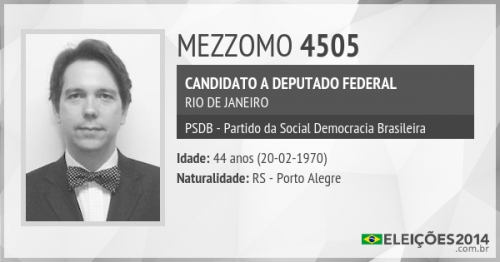 MEZZOMO 4505
CANDIDATO A DEPUTADO FEDERAL
RIO DE JANEIRO
PSDB - Partido da Social Democracia Brasileira
Idade: 44 anos (20-02-1970)
Naturalidade: RS - Porto Alegre
ELEIÇÕES2014
.com.br